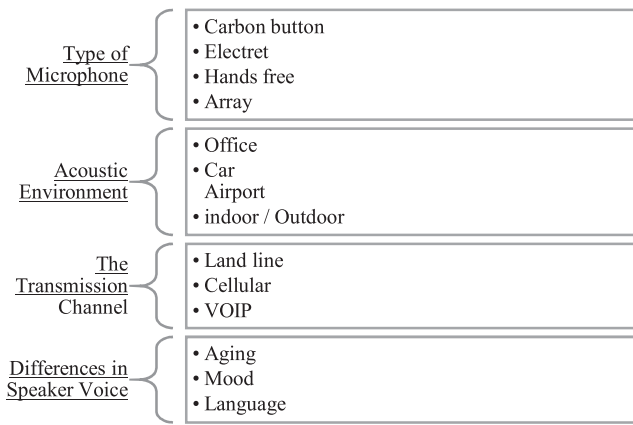 Type of
Microphone
• Carbon button
• Electret
• Hands free
• Array
Acoustic
Environment
• Office
• Car
Airport
• indoor / Outdoor
The
Transmission
Channel
• Land line
• Cellular
• VOIP
Differences in
Speaker Voice
• Aging
• Mood
• Language